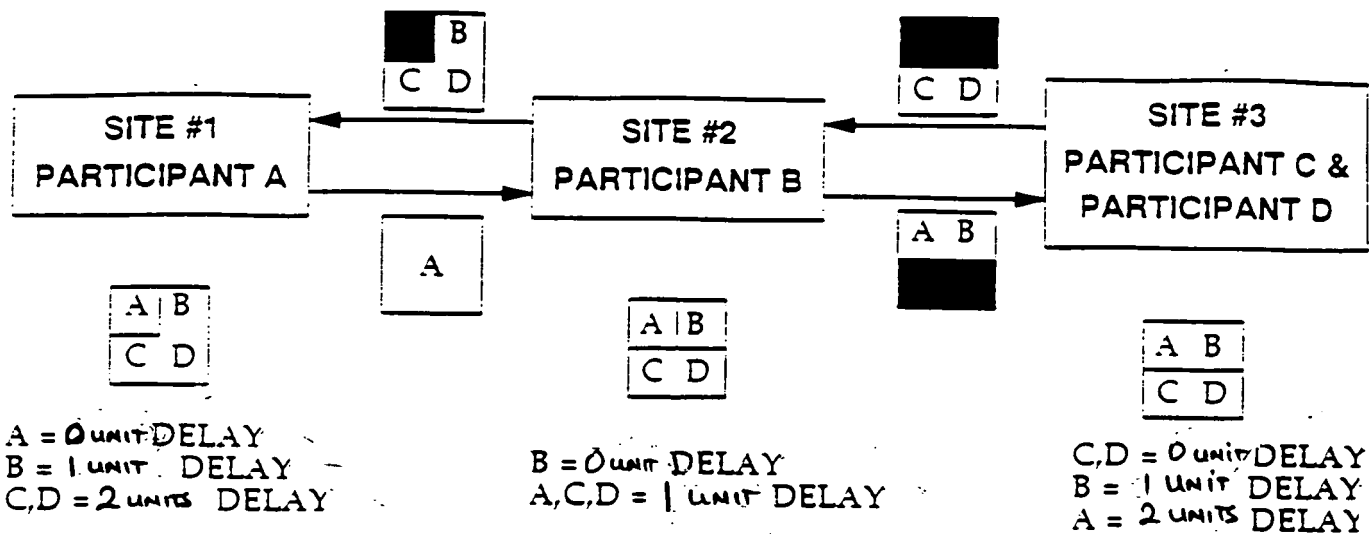 B
C D
C D
SITE #1
PARTICIPANT A
SITE #2
PARTICIPANT B
SITE #3
PARTICIPANT C &
PARTICIPANT D
A
A B
A B
C D
A B
C D
A B
C D
A = 0 UNIT DELAY
B = 1 UNIT DELAY
C,D = 2 UNITS DELAY
B = 0 UNIT DELAY
A,C,D = 1 UNIT DELAY
C,D = 0 UNIT DELAY
B = 1 UNIT DELAY
A = 2 UNITS DELAY